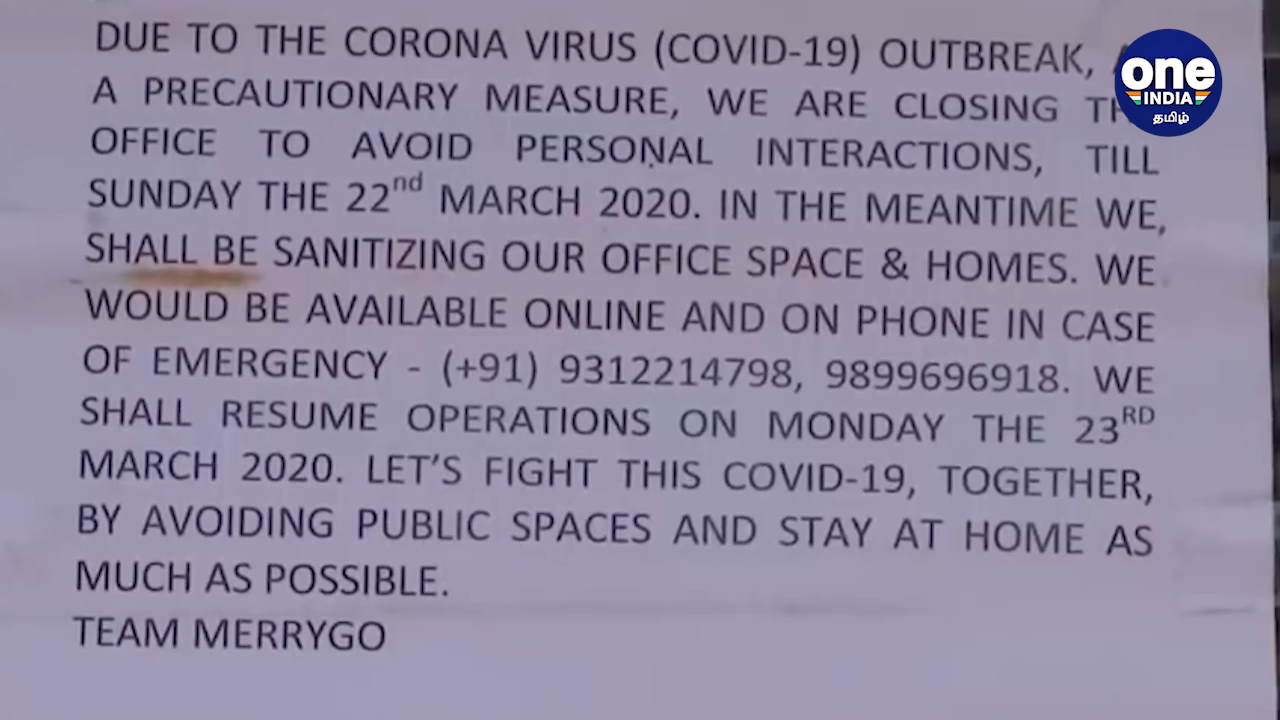 DUE TO THE CORONA VIRUS (COVID-19) OUTBREAK,
A PRECAUTIONARY MEASURE, WE ARE CLOSING
OFFICE TO AVOID PERSONAL INTERACTIONS, TILL
SUNDAY THE 22nd MARCH 2020. IN THE MEANTIME WE,
SHALL BE SANITIZING OUR OFFICE SPACE & HOMES. WE
WOULD BE AVAILABLE ONLINE AND ON PHONE IN CASE
OF EMERGENCY - (+91) 9312214798, 9899696918. WE
SHALL RESUME OPERATIONS ON MONDAY THE 23RD
MARCH 2020. LET'S FIGHT THIS COVID-19, TOGETHER,
BY AVOIDING PUBLIC SPACES AND STAY AT HOME AS
MUCH AS POSSIBLE.
TEAM MERRYGO
one
INDIA
தமிழ்